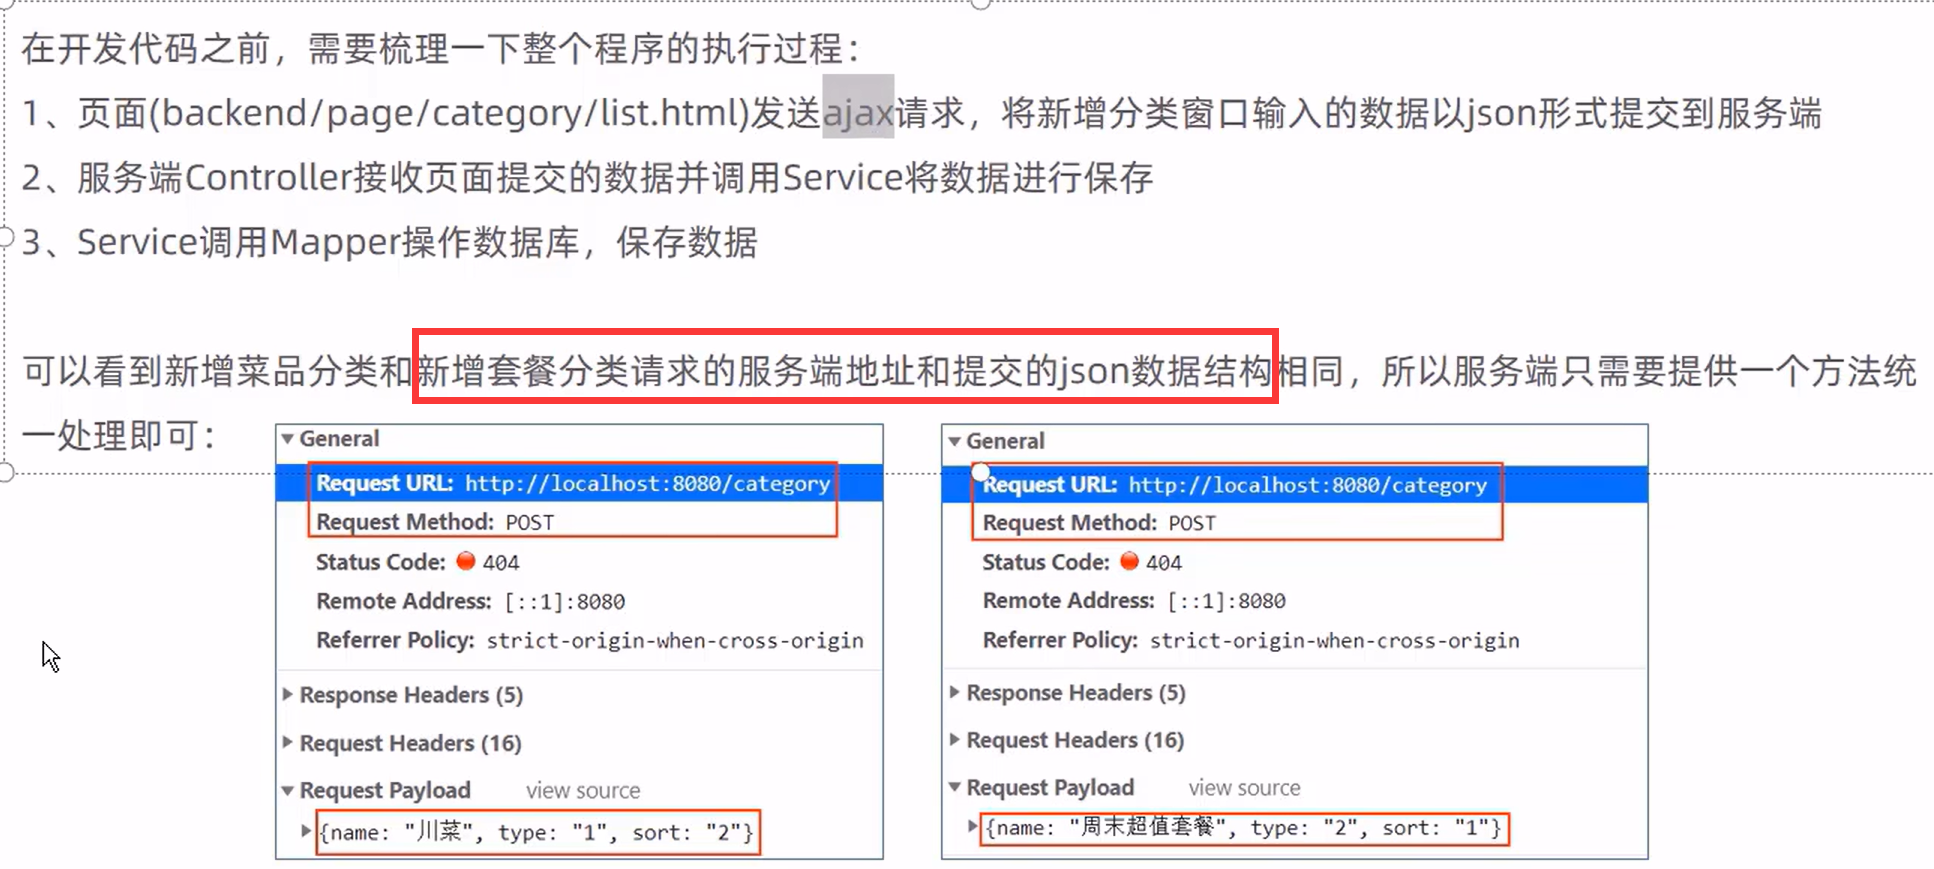 在开发代码之前，需要梳理一下整个程序的执行过程：
1、页面(backend/page/category/list.html)发送ajax请求，将新增分类窗口输入的数据以json形式提交到服务端
2、服务端Controller接收页面提交的数据并调用Service将数据进行保存
3、Service调用Mapper操作数据库，保存数据
可以看到新增菜品分类和新增套餐分类请求的服务端地址和提交的json数据结构相同，所以服务端只需要提供一个方法统
一处理即可：
General
Request URL: http://localhost:8080/category
Request Method: POST
Status Code: 404
Remote Address: [::1]:8080
Referrer Policy: strict-origin-when-cross-origin
Response Headers (5)
Request Headers (16)
Request Payload view source
{name: "川菜", type: "1", sort: "2"}
General
Request URL: http://localhost:8080/category
Request Method: POST
Status Code: 404
Remote Address: [::1]:8080
Referrer Policy: strict-origin-when-cross-origin
Response Headers (5)
Request Headers (16)
Request Payload view source
{name: "周末超值套餐", type: "2", sort: "1"}